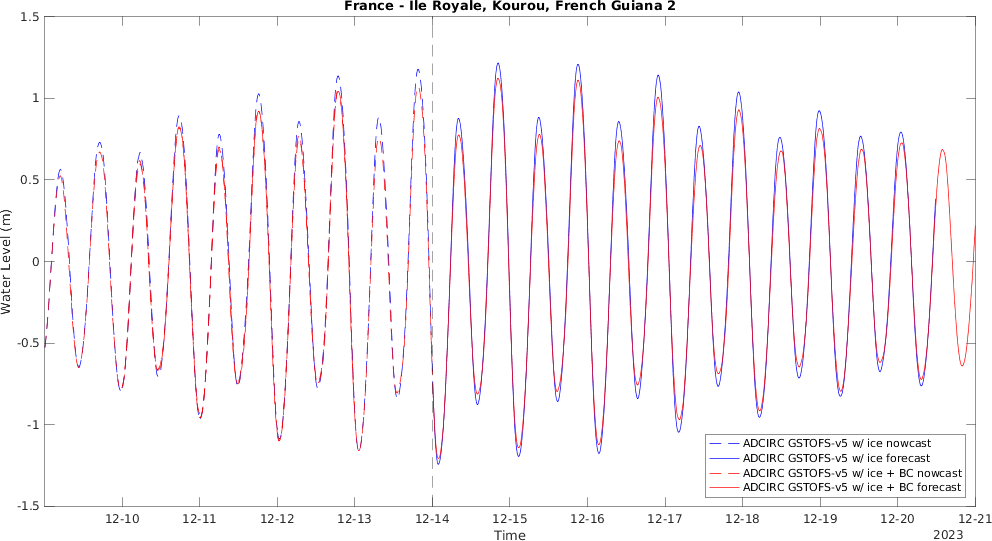 France - Ile Royale, Kourou, French Guiana 2
1.5
1
0.5
0
-0.5
-1
-1.5
Water Level (m)
ADCIRC GSTOFS-v5 w/ ice nowcast
ADCIRC GSTOFS-v5 w/ ice forecast
ADCIRC GSTOFS-v5 w/ ice + BC nowcast
ADCIRC GSTOFS-v5 w/ ice + BC forecast
12-10 12-11 12-12 12-13 12-14 12-15 12-16 12-17 12-18 12-19 12-20 12-21
Time
2023